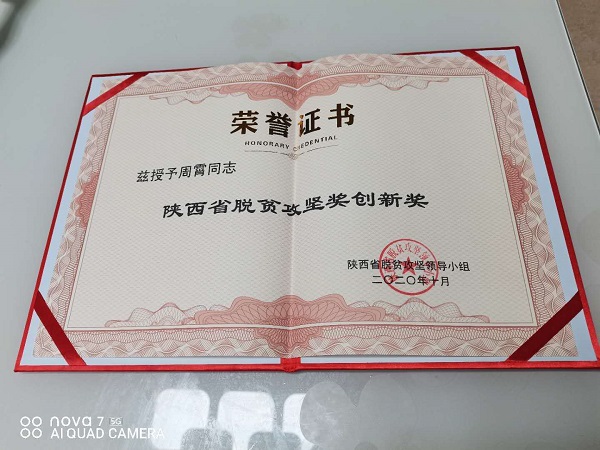 荣誉证书
HONORARY CREDENTIAL
兹授予周霄同志
陕西省脱贫攻坚奖创新奖
陕西省脱贫攻坚领导小组
二〇二〇年十月
nova 7 5G
AI QUAD CAMERA